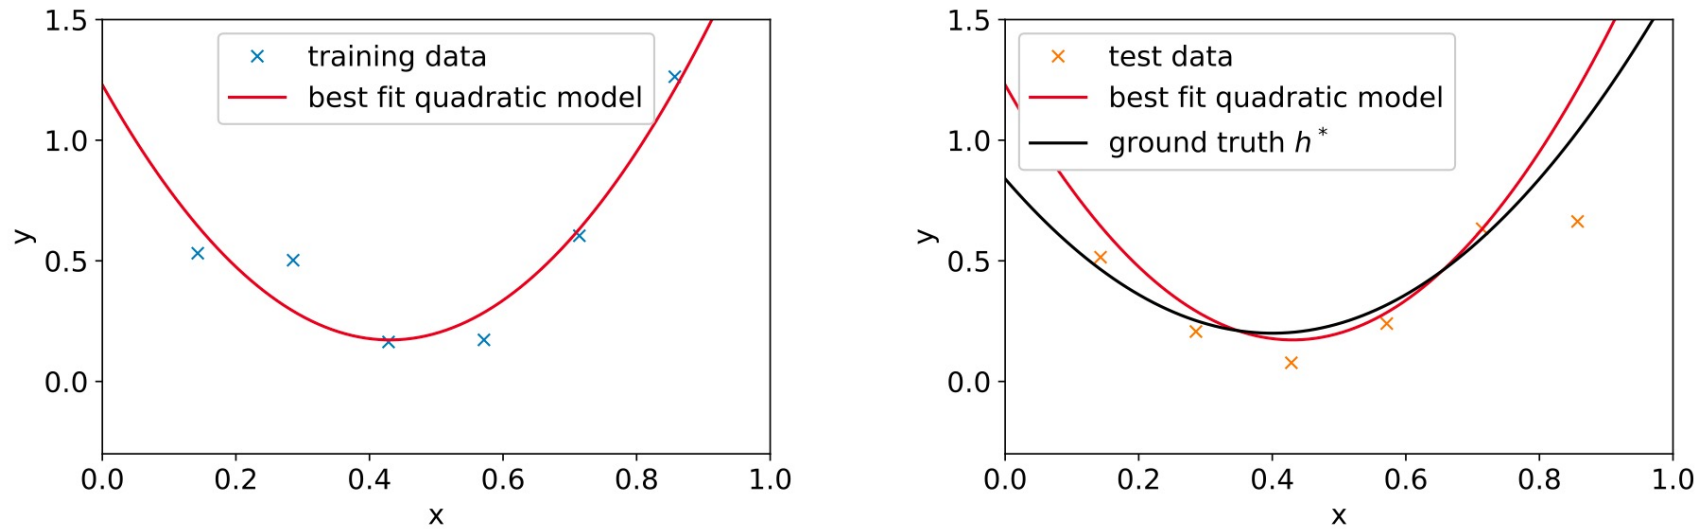 1.5
1.0
0.5
0.0
y
training data
best fit quadratic model
0.0 0.2 0.4 0.6 0.8 1.0
x
1.5
1.0
0.5
0.0
y
test data
best fit quadratic model
ground truth h*
0.0 0.2 0.4 0.6 0.8 1.0
x